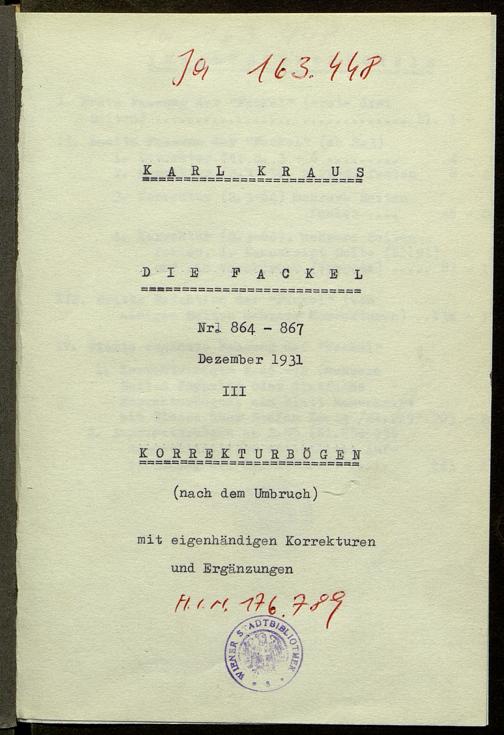 Ja 163.448
KARL KRAUS
DIE FACKEL
Nr. 864 - 867
Dezember 1931
III
KORREKTURBÖGEN
(nach dem Umbruch)
mit eigenhändigen Korrekturen
und Ergänzungen
H.I.N. 176.789
WIENER STADTBIBLIOTHEK